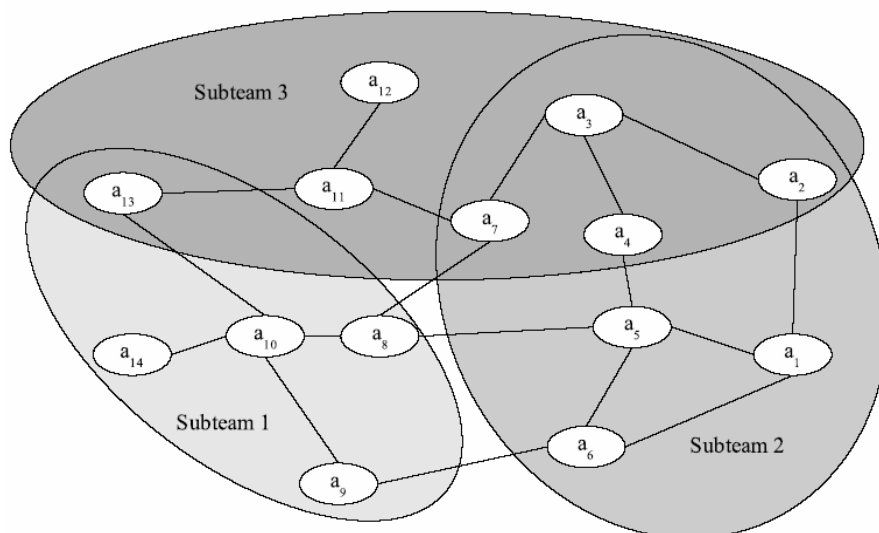 Subteam 3
a12
a3
a13
a11
a2
a7
a4
a10
a8
a5
a14
a1
Subteam 1
a6
Subteam 2
a9